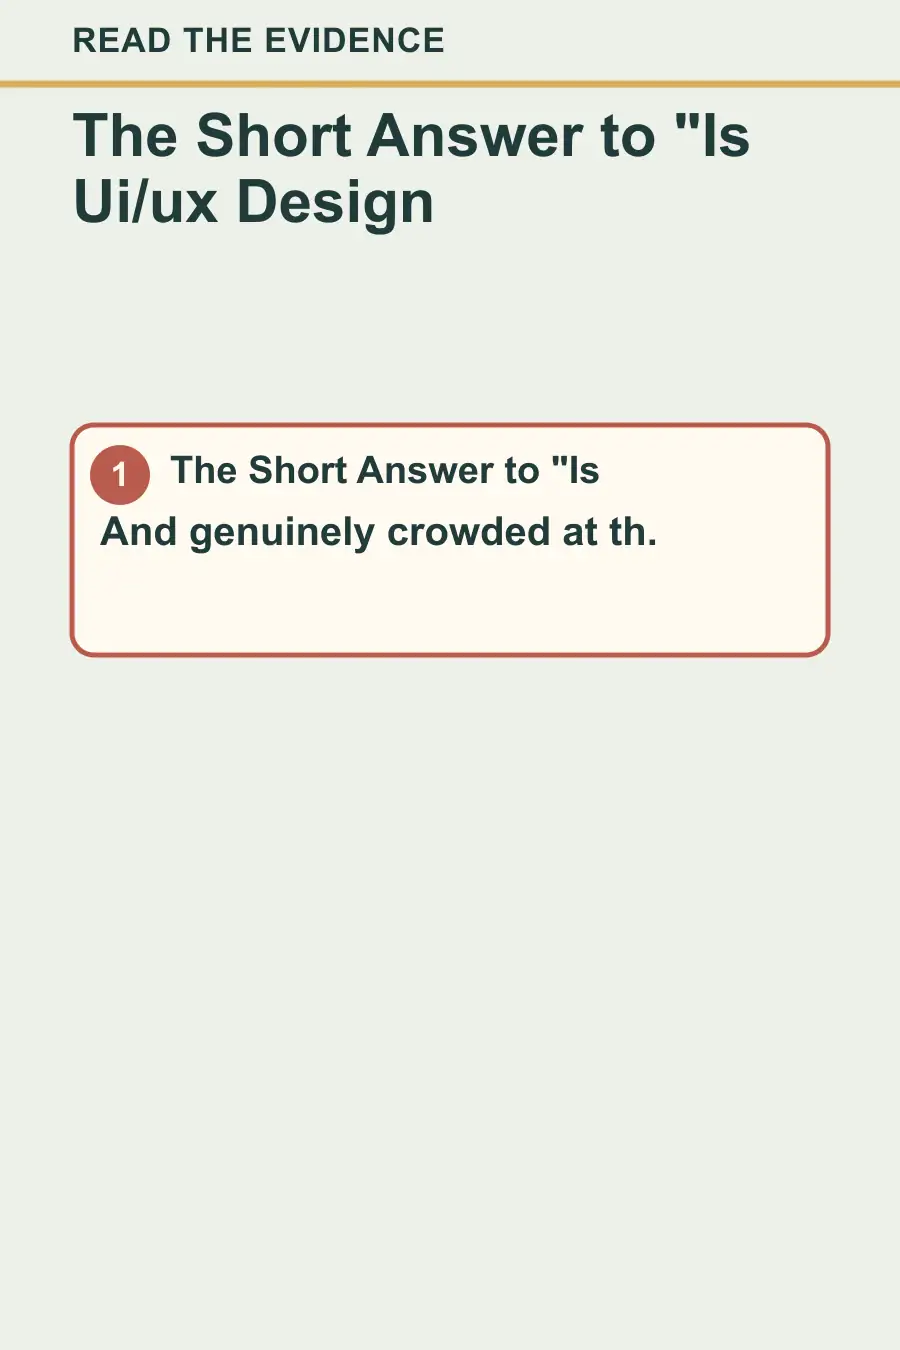 READ THE EVIDENCE
The Short Answer to "Is
Ui/ux Design
1 The Short Answer to "Is
And genuinely crowded at th.